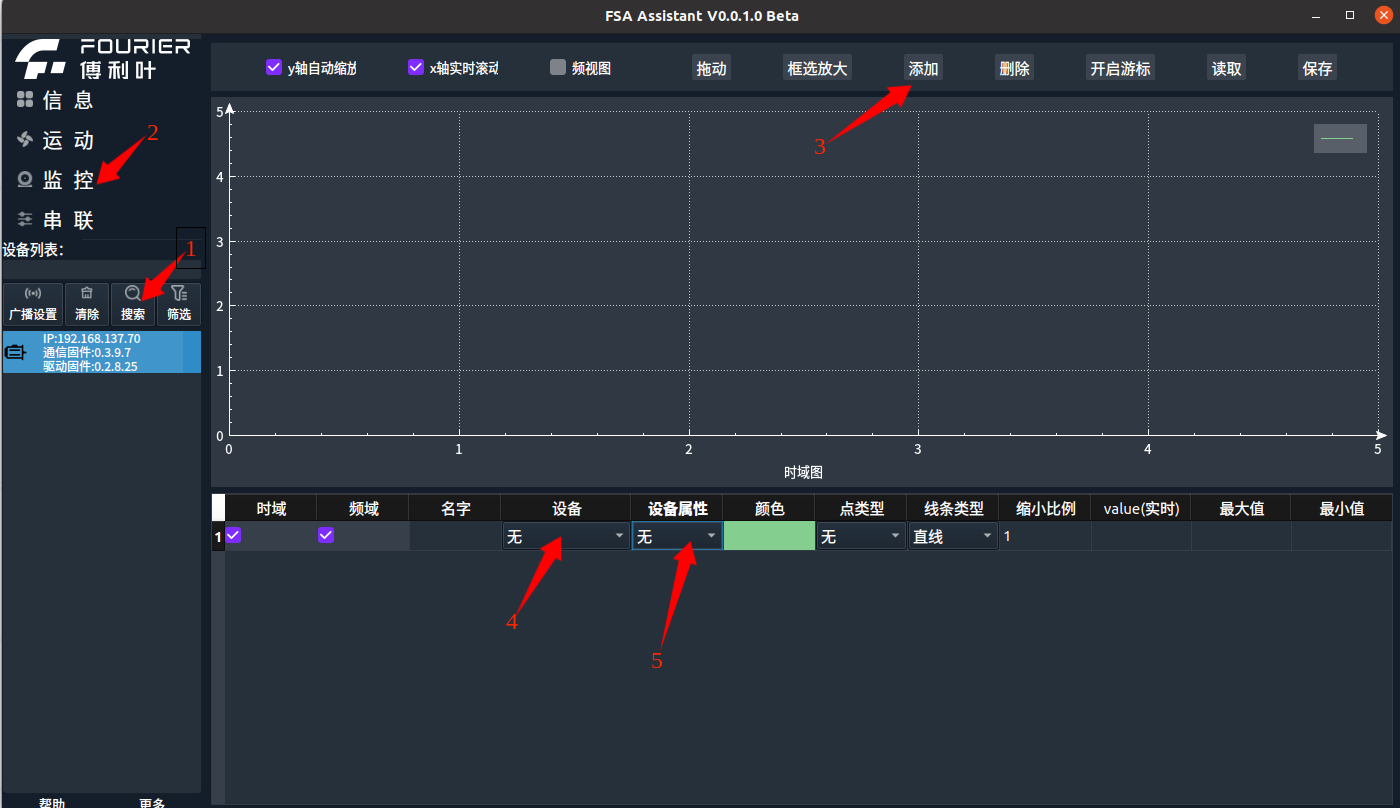 FSA Assistant V0.0.1.0 Beta
FOURIER
傅利叶
信 息
运 动
监 控
串 联
设备列表:
广播设置 清除 搜索 筛选
IP:192.168.137.70
通信固件:0.3.9.7
驱动固件:0.2.8.25
帮助 更多
y轴自动缩放 x轴实时滚动 频视图 拖动 框选放大 添加 删除 开启游标 读取 保存
5
4
3
2
1
0
0 1 2 3 4 5
时域图
时域 频域 名字 设备 设备属性 颜色 点类型 线条类型 缩小比例 value(实时) 最大值 最小值
1 无 无 无 直线 1
1
2
3
4
5